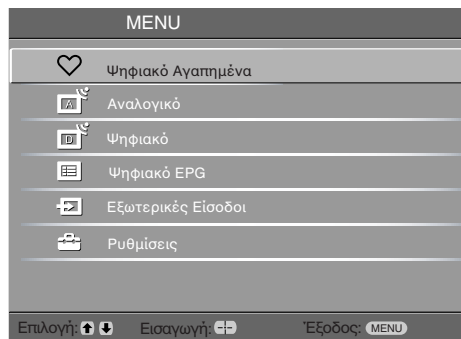 MENU
Ψηφιακό Αγαπημένα
A Αναλογικό
D Ψηφιακό
Ψηφιακό EPG
Εξωτερικές Είσοδοι
Ρυθμίσεις
Επιλογή: Εισαγωγή: Έξοδος: MENU